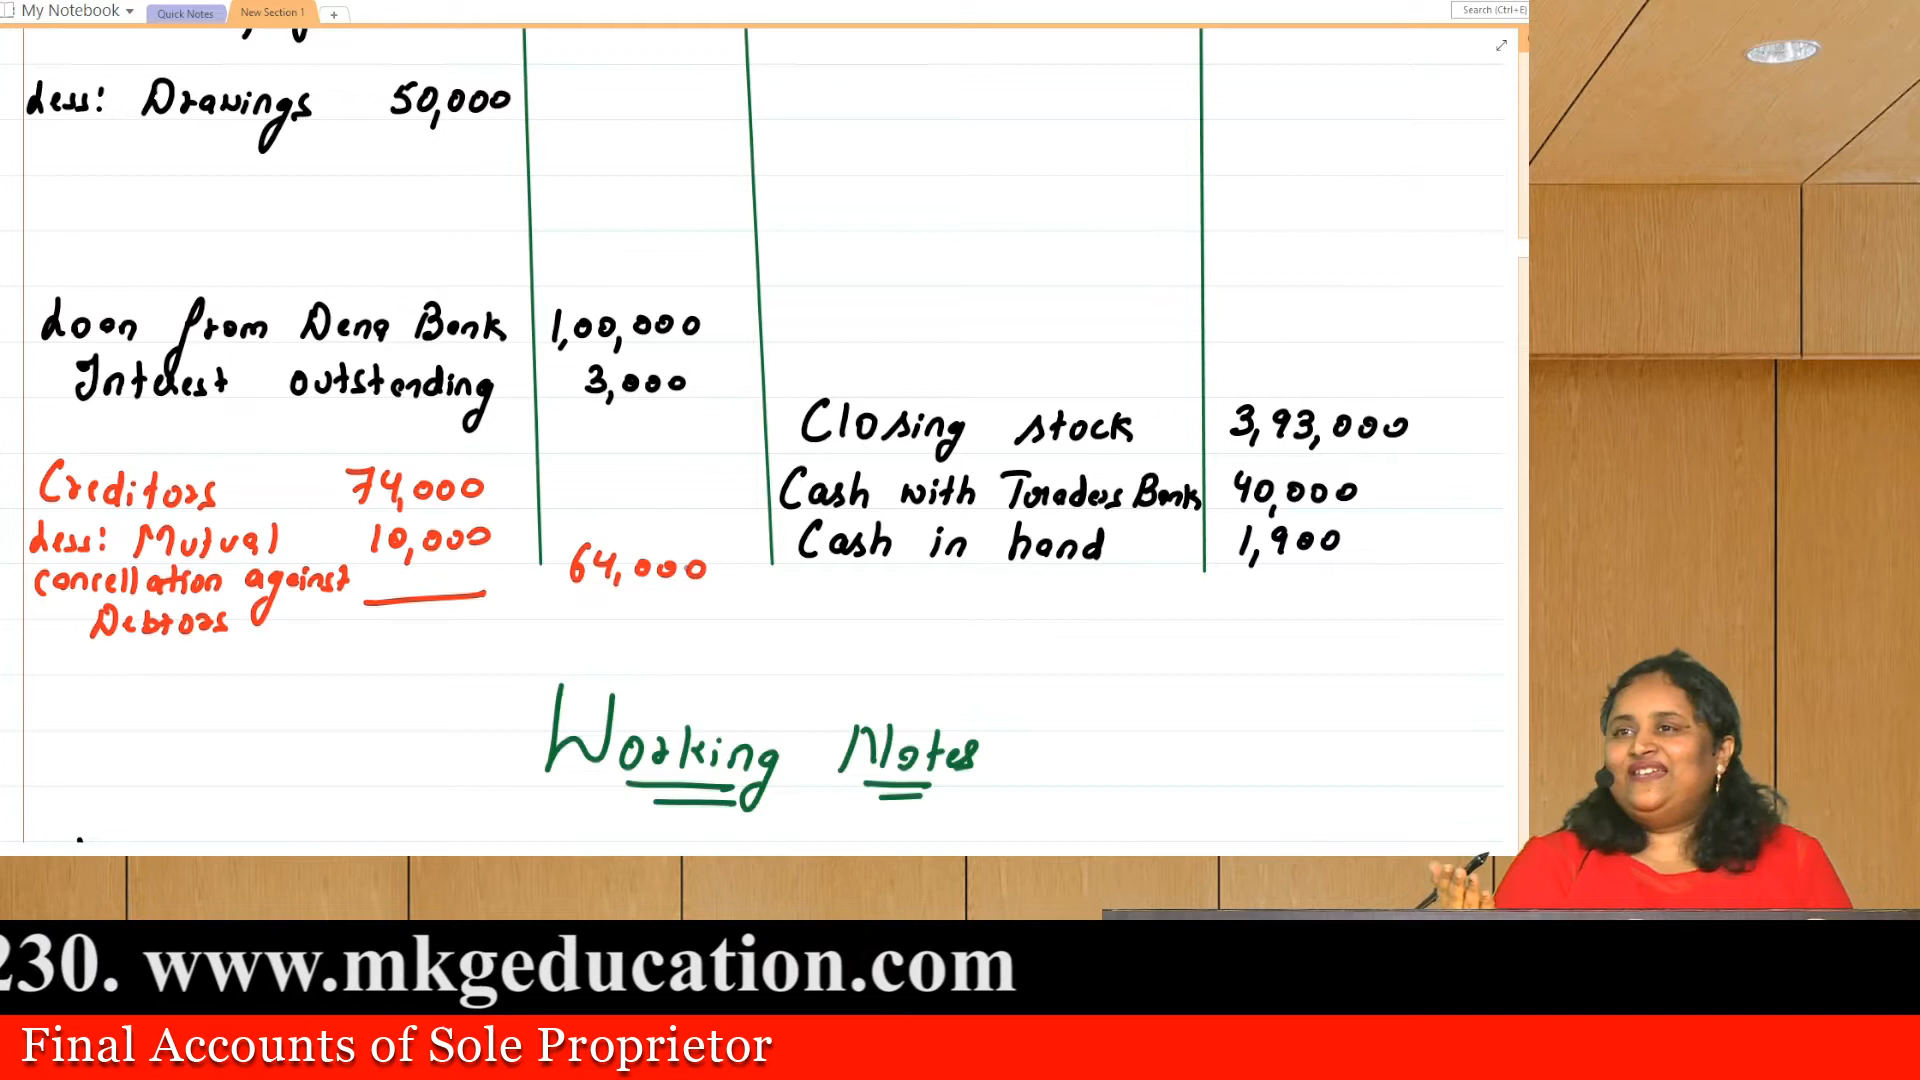 My Notebook
Quick Notes
New Section 1
+
Search (Ctrl+E)
Less: Drawings 50,000
Loan from Dena Bank 1,00,000
Interest outstanding 3,000
Closing stock 3,93,000
Creditors 74,000
Cash with Traders Bank 40,000
Less: Mutual 10,000
Cash in hand 1,900
cancellation against 64,000
Debtors
Working Notes
230. www.mkgeducation.com
Final Accounts of Sole Proprietor